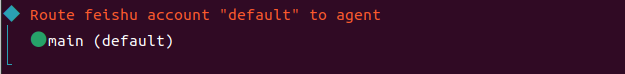 Route feishu account "default" to agent
main (default)